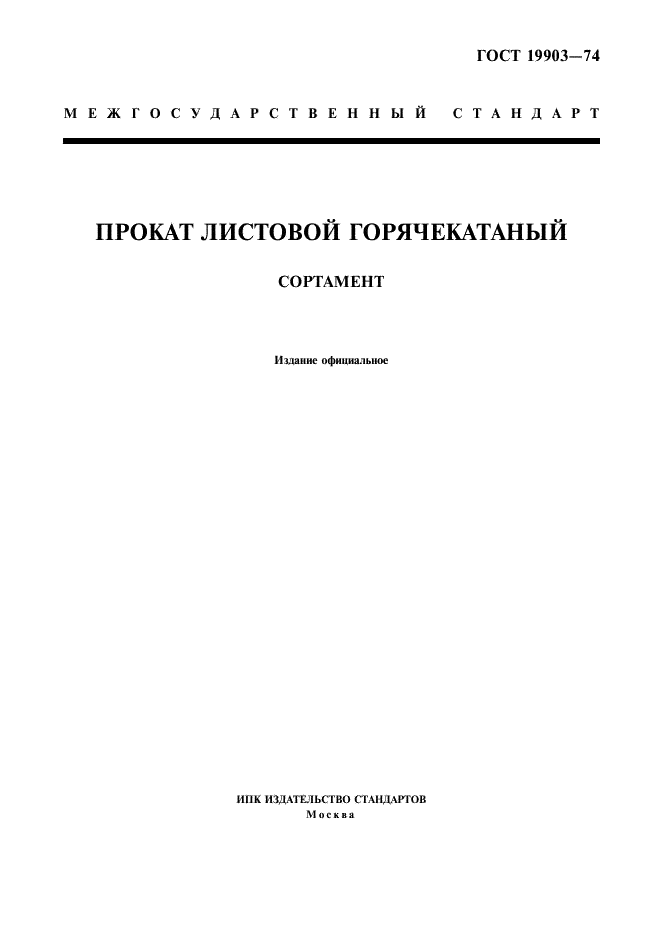 ГОСТ 19903—74
МЕЖГОСУДАРСТВЕННЫЙ СТАНДАРТ
ПРОКАТ ЛИСТОВОЙ ГОРЯЧЕКАТАНЫЙ
СОРТАМЕНТ
Издание официальное
ИПК ИЗДАТЕЛЬСТВО СТАНДАРТОВ
Москва